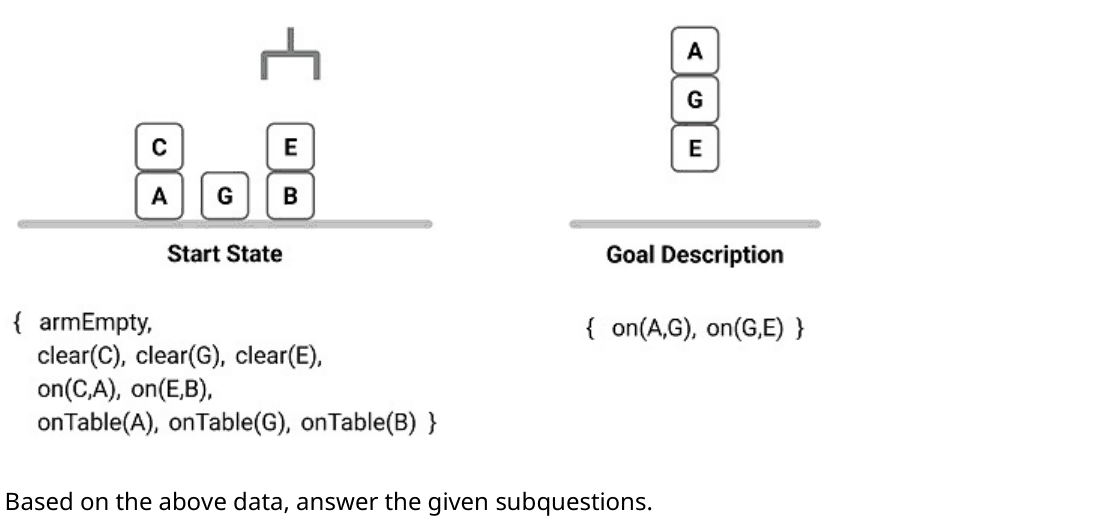 A
G
E
C
E
A
G
B
Start State
Goal Description
{ armEmpty,
clear(C), clear(G), clear(E),
on(C,A), on(E,B),
onTable(A), onTable(G), onTable(B) }
{ on(A,G), on(G,E) }
Based on the above data, answer the given subquestions.